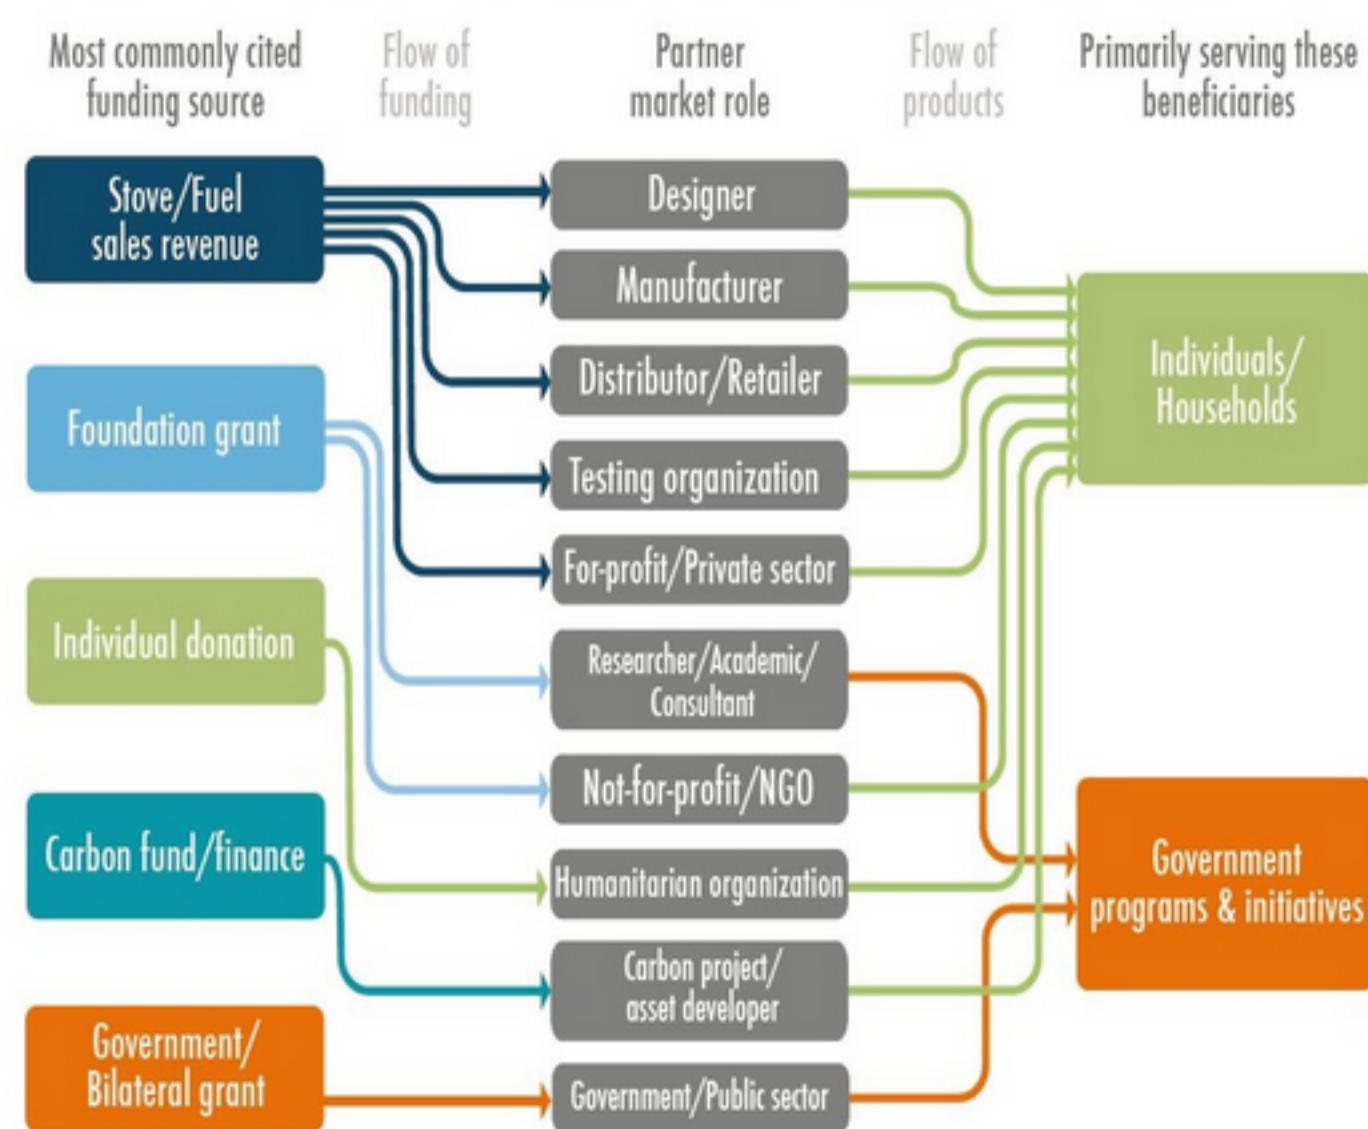 Most commonly cited
funding source
Flow of
funding
Partner
market role
Flow of
products
Primarily serving these
beneficiaries
Stove/Fuel
sales revenue
Foundation grant
Individual donation
Carbon fund/finance
Government/
Bilateral grant
Designer
Manufacturer
Distributor/Retailer
Testing organization
For-profit/Private sector
Researcher/Academic/
Consultant
Not-for-profit/NGO
Humanitarian organization
Carbon project/
asset developer
Government/Public sector
Individuals/
Households
Government
programs & initiatives